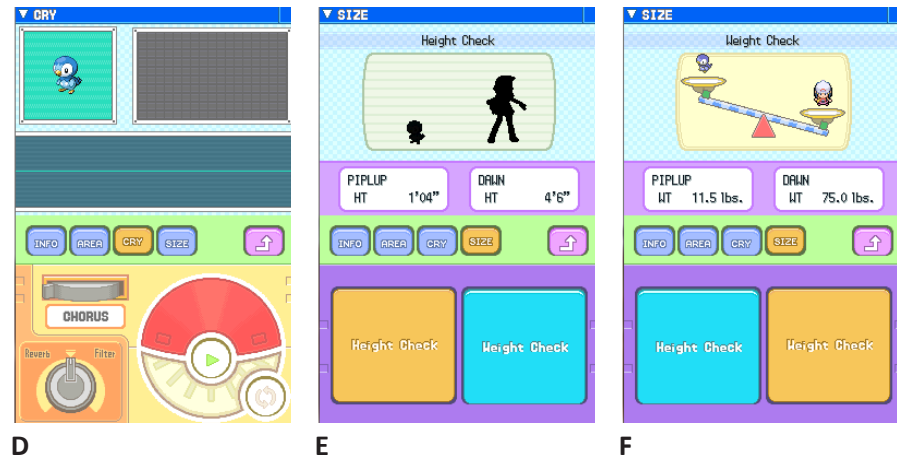 ▼ CRY
INFO AREA CRY SIZE
CHORUS
Reverb Filter
D
▼ SIZE
Height Check
PIPLUP
HT 1'04"
DAWN
HT 4'6"
INFO AREA CRY SIZE
Height Check
Weight Check
E
▼ SIZE
Weight Check
PIPLUP
WT 11.5 lbs.
DAWN
WT 75.0 lbs.
INFO AREA CRY SIZE
Height Check
Weight Check
F